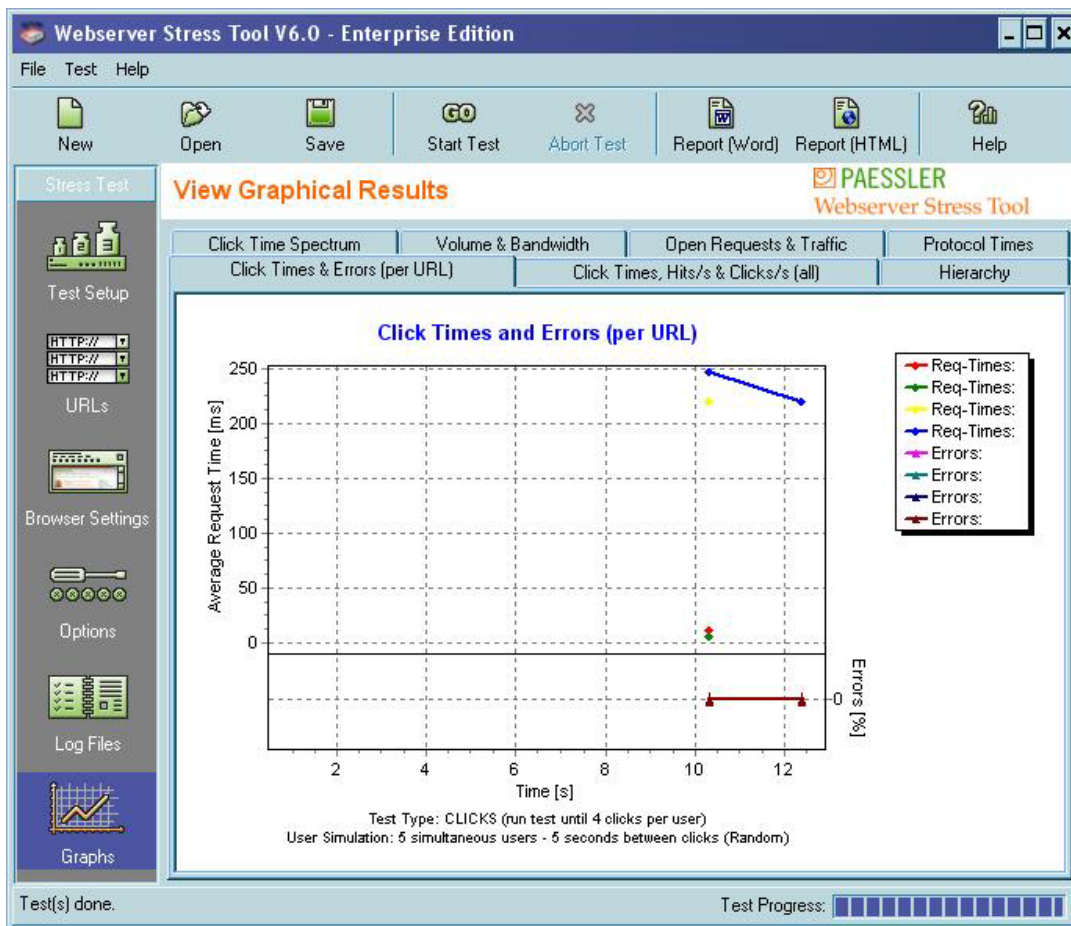 Webserver Stress Tool V6.0 - Enterprise Edition
File Test Help
New Open Save Start Test Abort Test Report (Word) Report (HTML) Help
GO
Stress Test
View Graphical Results
PAESSLER
Webserver Stress Tool
Test Setup
HTTP://
HTTP://
HTTP://
URLs
Browser Settings
Options
Log Files
Graphs
Click Time Spectrum Volume & Bandwidth Open Requests & Traffic Protocol Times
Click Times & Errors (per URL) Click Times, Hits/s & Clicks/s (all) Hierarchy
Click Times and Errors (per URL)
Average Request Time [ms]
250
200
150
100
50
0
Req-Times:
Req-Times:
Req-Times:
Req-Times:
Errors:
Errors:
Errors:
Errors:
0
Errors [%]
2 4 6 8 10 12
Time [s]
Test Type: CLICKS (run test until 4 clicks per user)
User Simulation: 5 simultaneous users - 5 seconds between clicks (Random)
Test(s) done.
Test Progress: